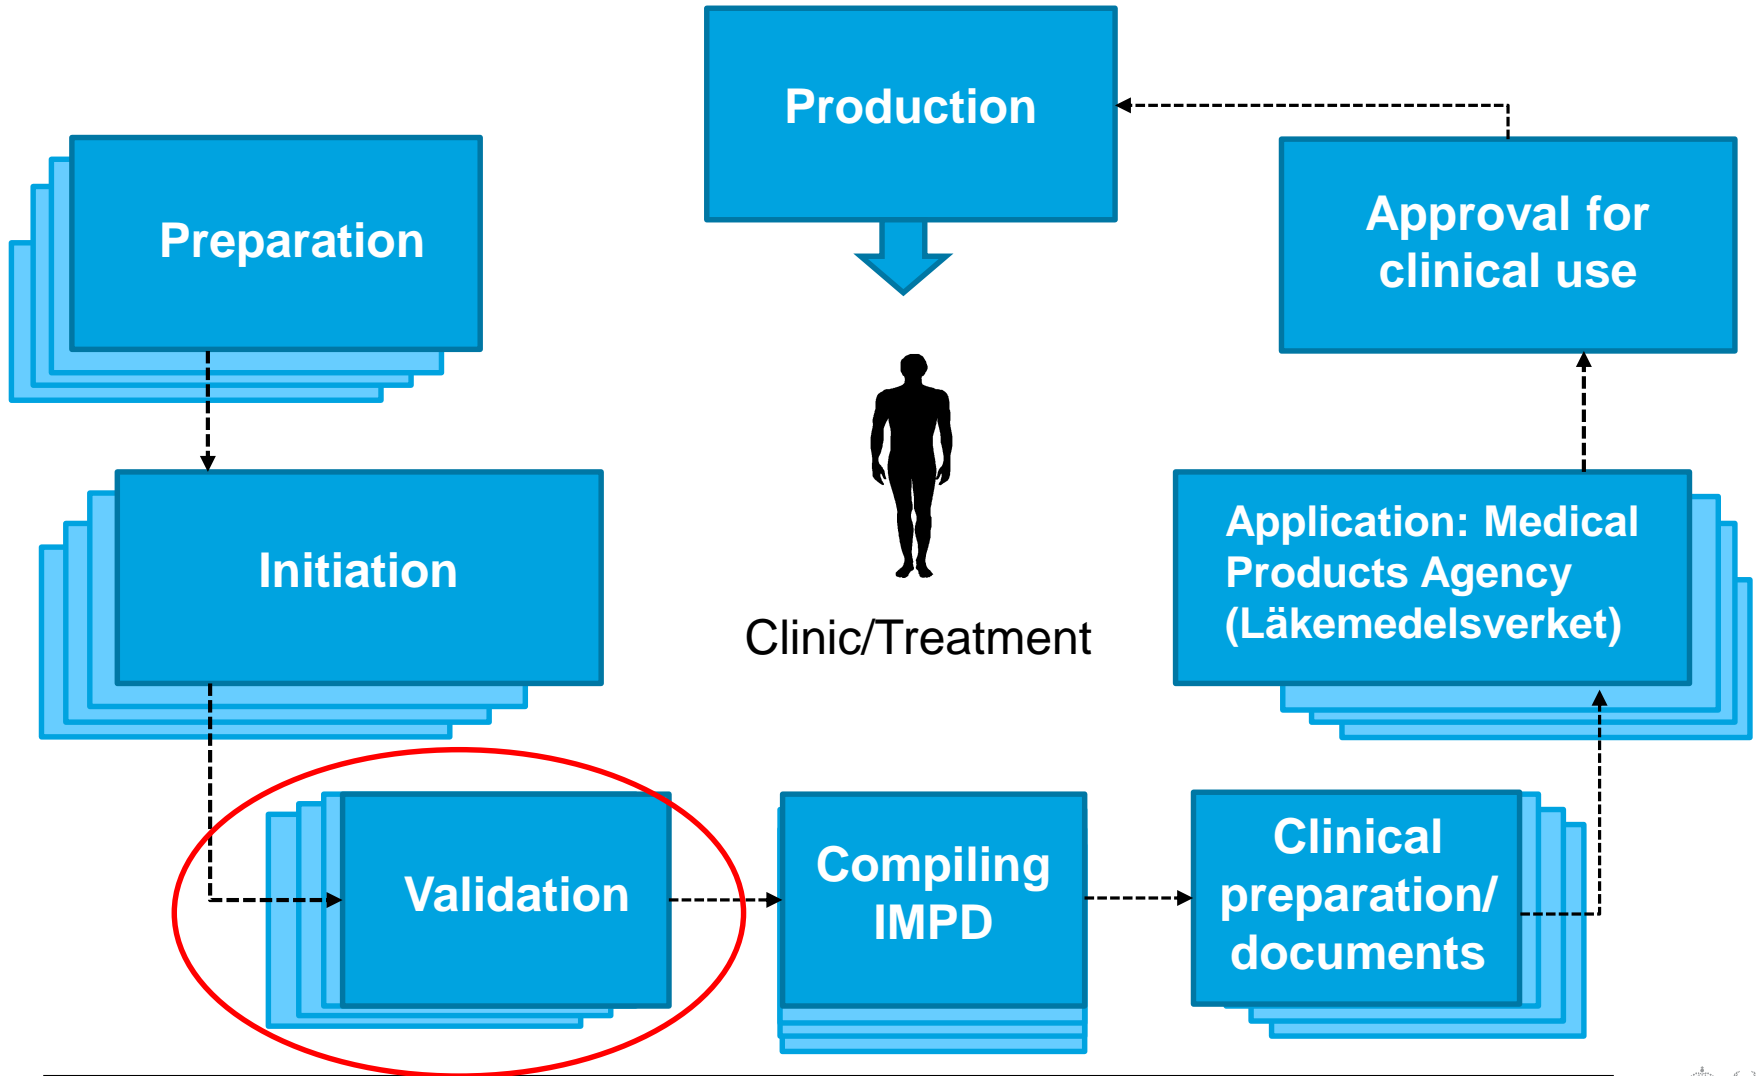 Production
Preparation
Approval for
clinical use
Initiation
Application: Medical
Products Agency
(Läkemedelsverket)
Clinic/Treatment
Validation
Compiling
IMPD
Clinical
preparation/
documents